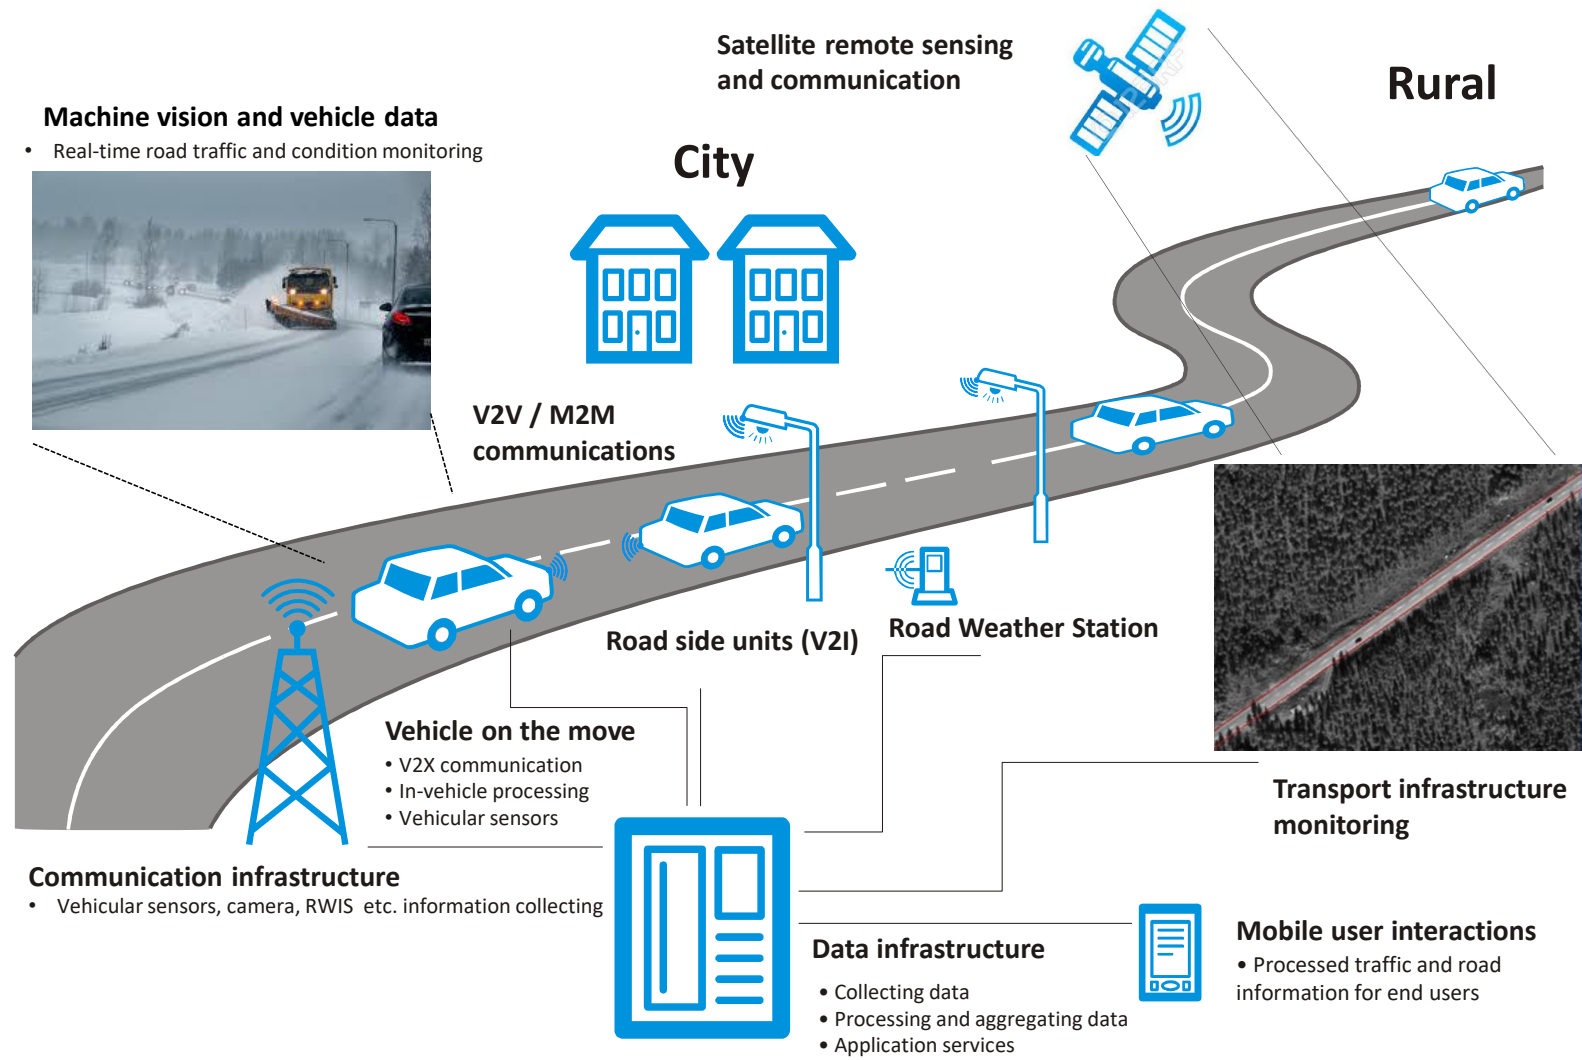 Satellite remote sensing
and communication
Rural
Machine vision and vehicle data
• Real-time road traffic and condition monitoring
City
V2V / M2M
communications
Road side units (V2I)
Road Weather Station
Vehicle on the move
• V2X communication
• In-vehicle processing
• Vehicular sensors
Transport infrastructure
monitoring
Communication infrastructure
• Vehicular sensors, camera, RWIS etc. information collecting
Data infrastructure
• Collecting data
• Processing and aggregating data
• Application services
Mobile user interactions
• Processed traffic and road
information for end users